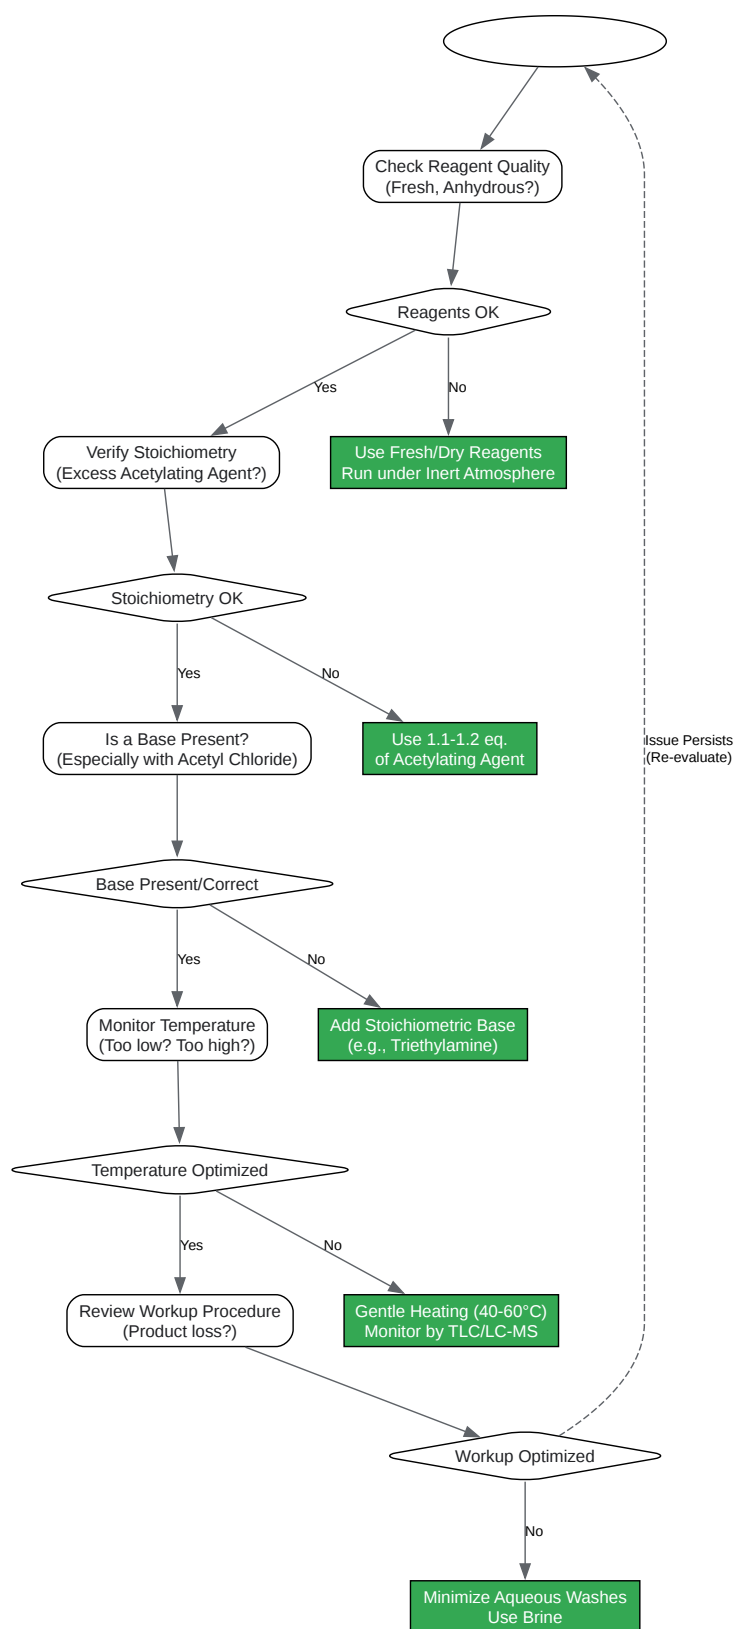 Check Reagent Quality
(Fresh, Anhydrous?)
Reagents OK
Yes
No
Verify Stoichiometry
(Excess Acetylating Agent?)
Use Fresh/Dry Reagents
Run under Inert Atmosphere
Stoichiometry OK
Yes
No
Is a Base Present?
(Especially with Acetyl Chloride)
Use 1.1-1.2 eq.
of Acetylating Agent
Issue Persists
(Re-evaluate)
Base Present/Correct
Yes
No
Monitor Temperature
(Too low? Too high?)
Add Stoichiometric Base
(e.g., Triethylamine)
Temperature Optimized
Yes
No
Review Workup Procedure
(Product loss?)
Gentle Heating (40-60°C)
Monitor by TLC/LC-MS
Workup Optimized
No
Minimize Aqueous Washes
Use Brine